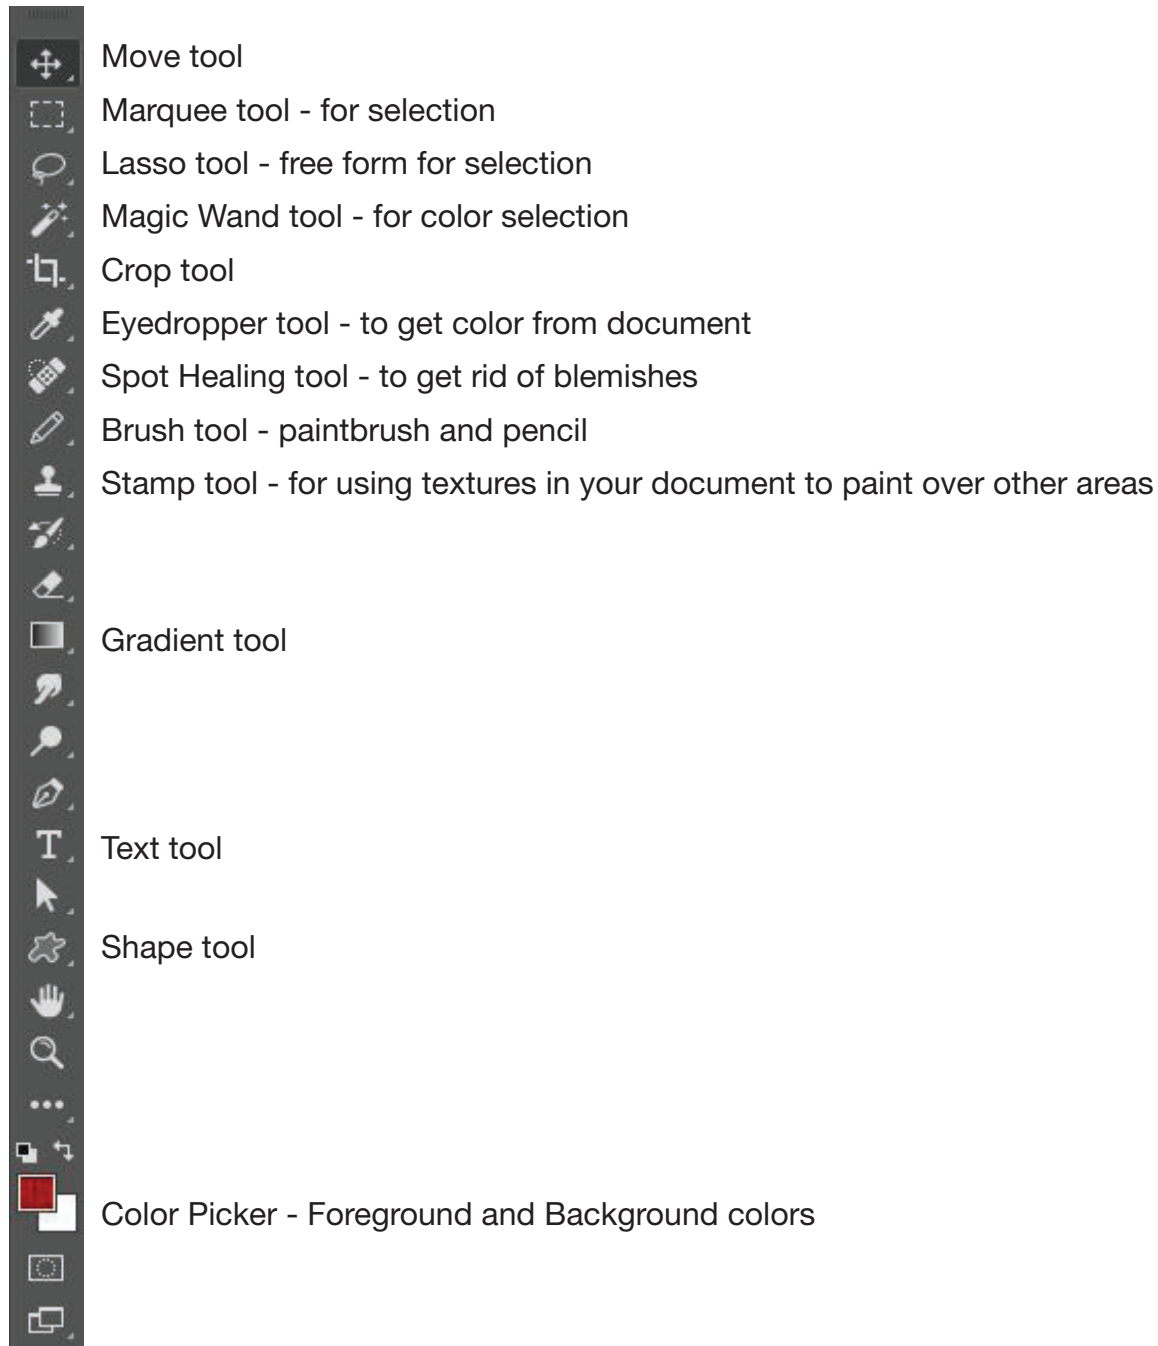 Move tool
Marquee tool - for selection
Lasso tool - free form for selection
Magic Wand tool - for color selection
Crop tool
Eyedropper tool - to get color from document
Spot Healing tool - to get rid of blemishes
Brush tool - paintbrush and pencil
Stamp tool - for using textures in your document to paint over other areas
Gradient tool
T
Text tool
Shape tool
Color Picker - Foreground and Background colors